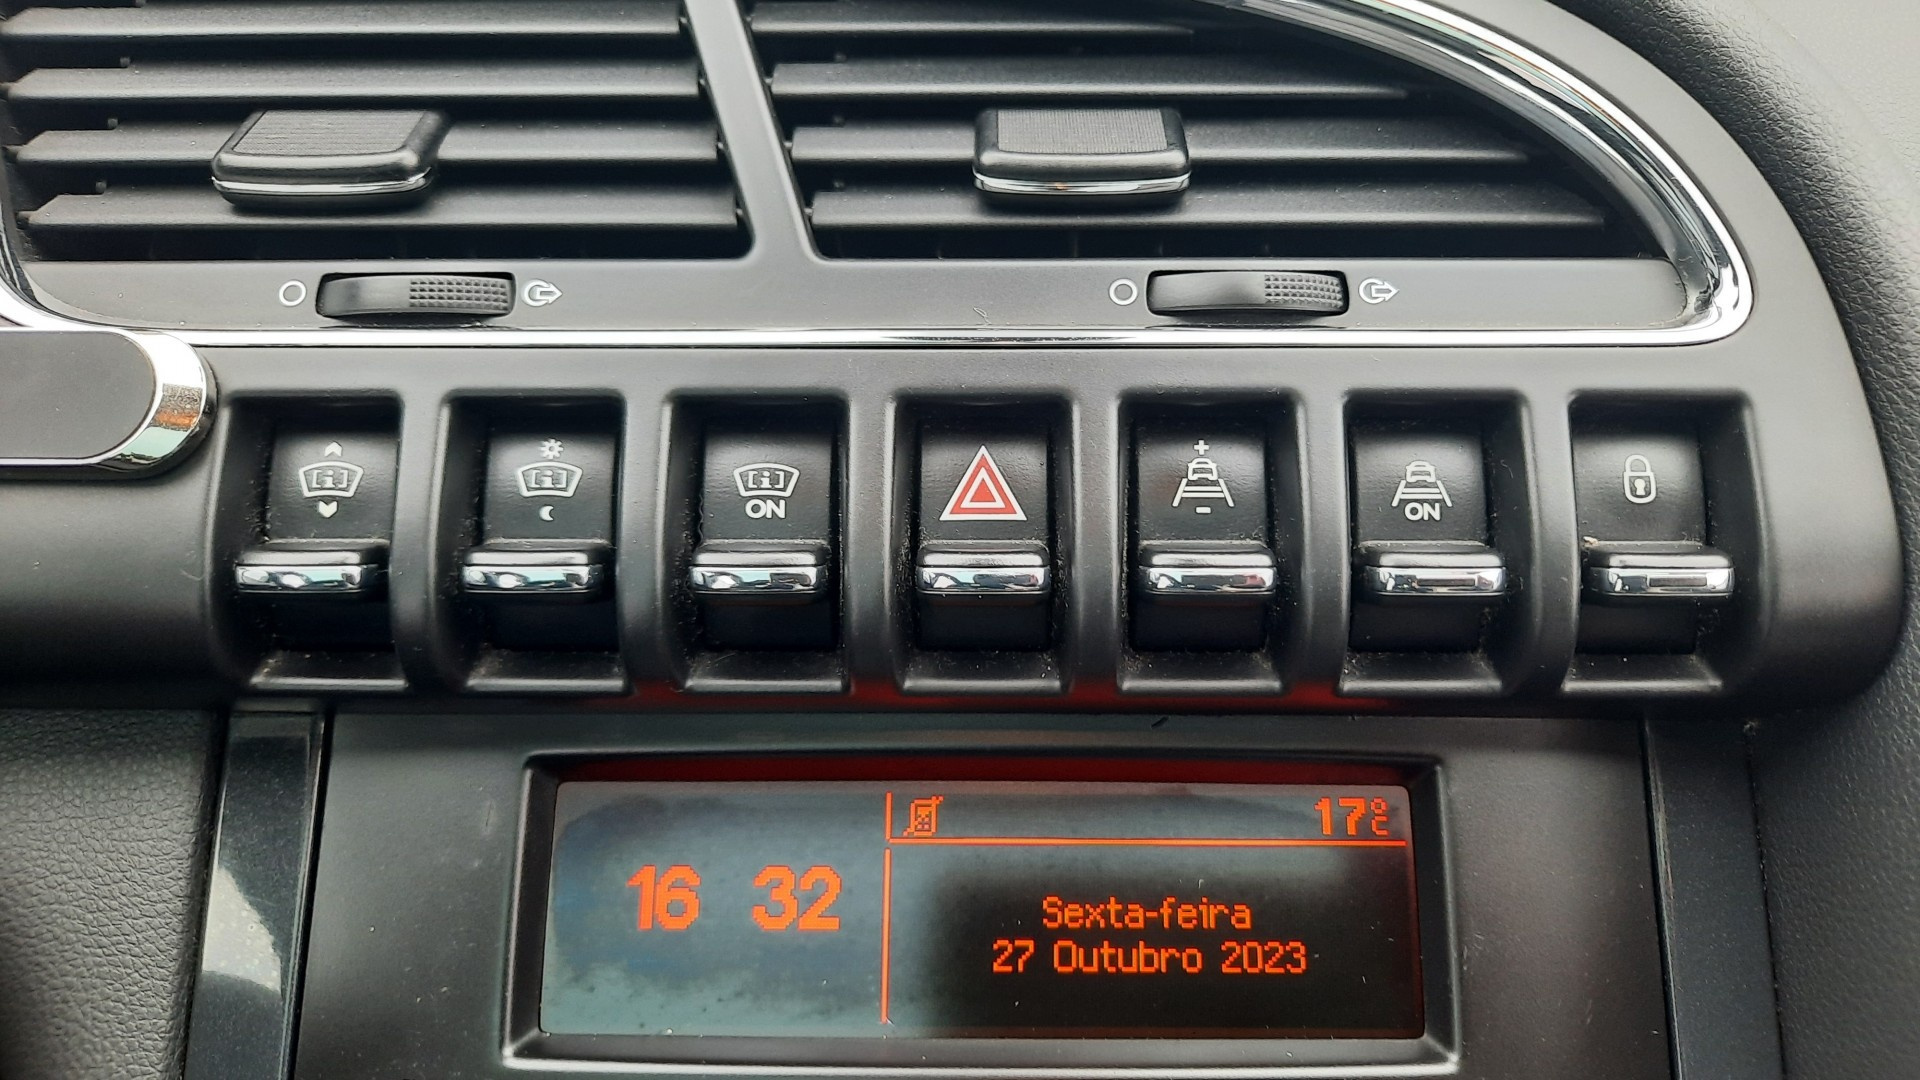 ON
+
-
ON
17°C
16 32
Sexta-feira
27 Outubro 2023